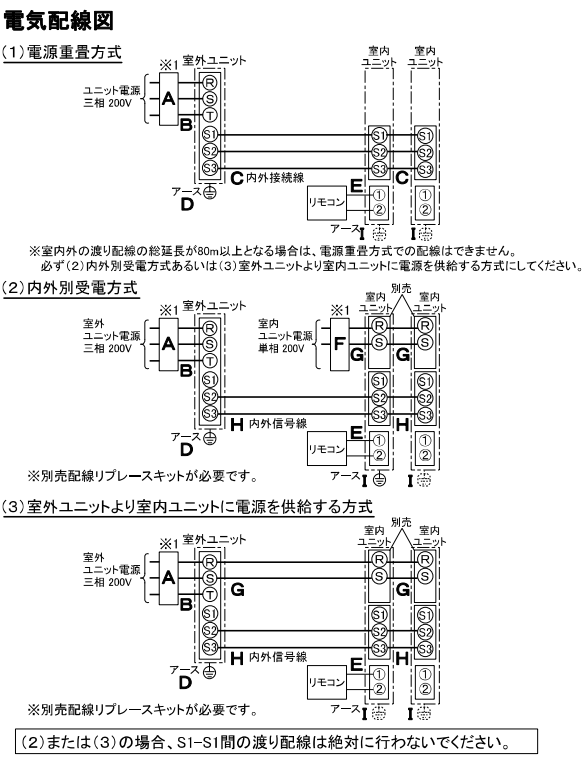 電気配線図
(1)電源重畳方式
※1 室外ユニット
室内
ユニット
室内
ユニット
ユニット電源
三相 200V
A
B
R
S
T
S1
S2
S3
S1
S2
S3
S1
S2
S3
C 内外接続線
C
アース
D
E
リモコン
①
②
①
②
アース I
I
※室内外の渡り配線の総延長が80m以上となる場合は、電源重畳方式での配線はできません。
必ず(2)内外別受電方式あるいは(3)室外ユニットより室内ユニットに電源を供給する方式にしてください。
(2)内外別受電方式
※1 室外ユニット
※1
別売
室内
ユニット
室内
ユニット
室外
ユニット電源
三相 200V
A
B
R
S
T
S1
S2
S3
室内
ユニット電源
単相 200V
F
G
G
R
S
R
S
S1
S2
S3
S1
S2
S3
H 内外信号線
H
アース
D
E
リモコン
①
②
①
②
アース I
I
※別売配線リプレースキットが必要です。
(3)室外ユニットより室内ユニットに電源を供給する方式
※1 室外ユニット
別売
室内
ユニット
室内
ユニット
室外
ユニット電源
三相 200V
A
B
R
S
T
S1
S2
S3
G
G
R
S
R
S
S1
S2
S3
S1
S2
S3
H 内外信号線
H
アース
D
E
リモコン
①
②
①
②
アース I
I
※別売配線リプレースキットが必要です。
(2)または(3)の場合、S1-S1間の渡り配線は絶対に行わないでください。